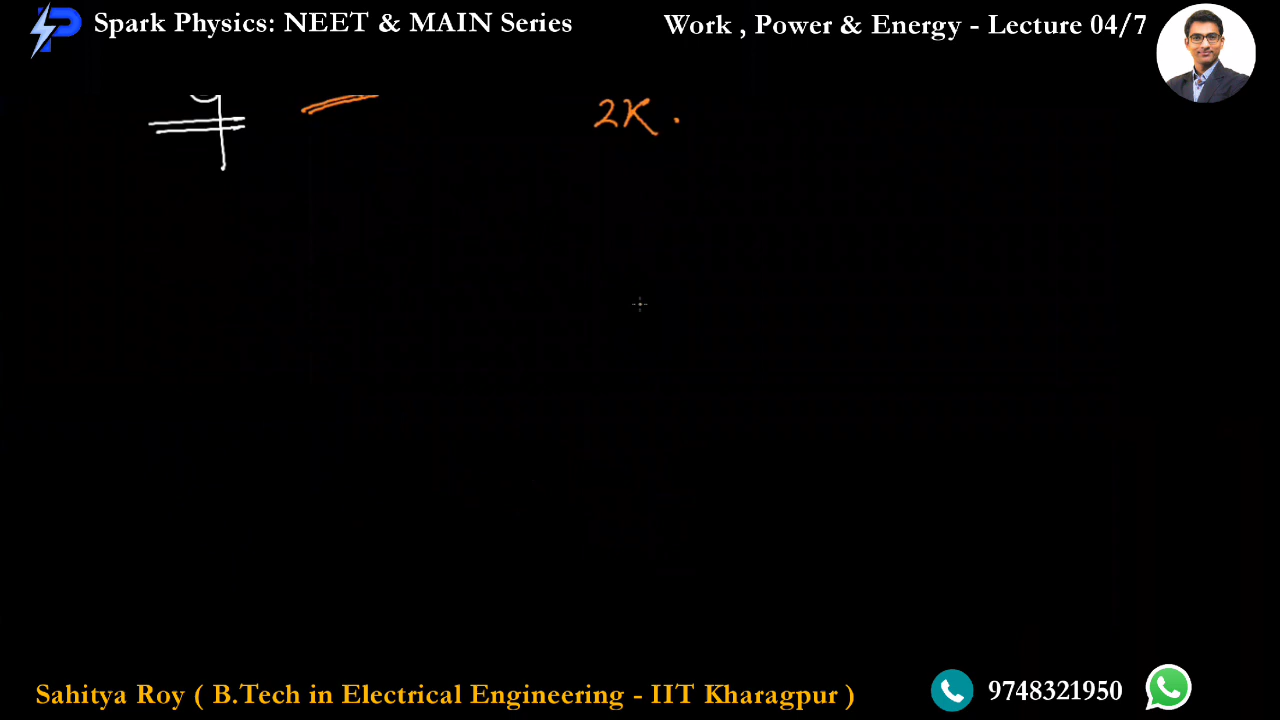 Spark Physics: NEET & MAIN Series
Work , Power & Energy - Lecture 04/7
2K .
Sahitya Roy ( B.Tech in Electrical Engineering - IIT Kharagpur )
9748321950